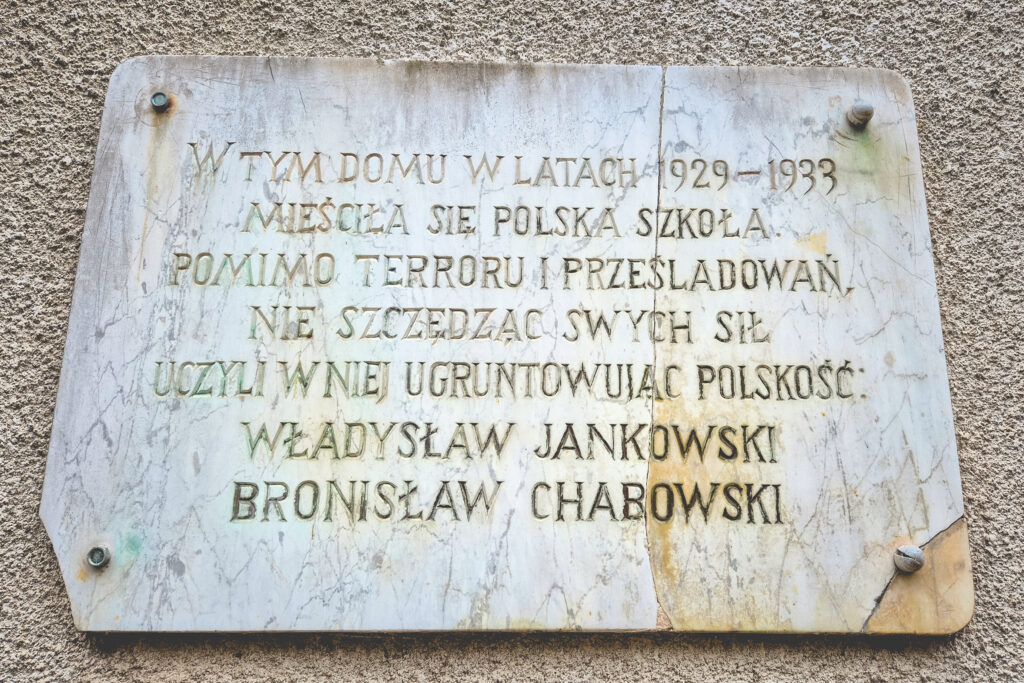 W TYM DOMU W LATACH 1929-1933
MIEŚCIŁA SIĘ POLSKA SZKOŁA.
POMIMO TERRORU I PRZEŚLADOWAŃ,
NIE SZCZĘDZĄC SWYCH SIŁ
UCZYLI W NIEJ UGRUNTOWUJĄC POLSKOŚĆ:
WŁADYSŁAW JANKOWSKI
BRONISŁAW CHABOWSKI